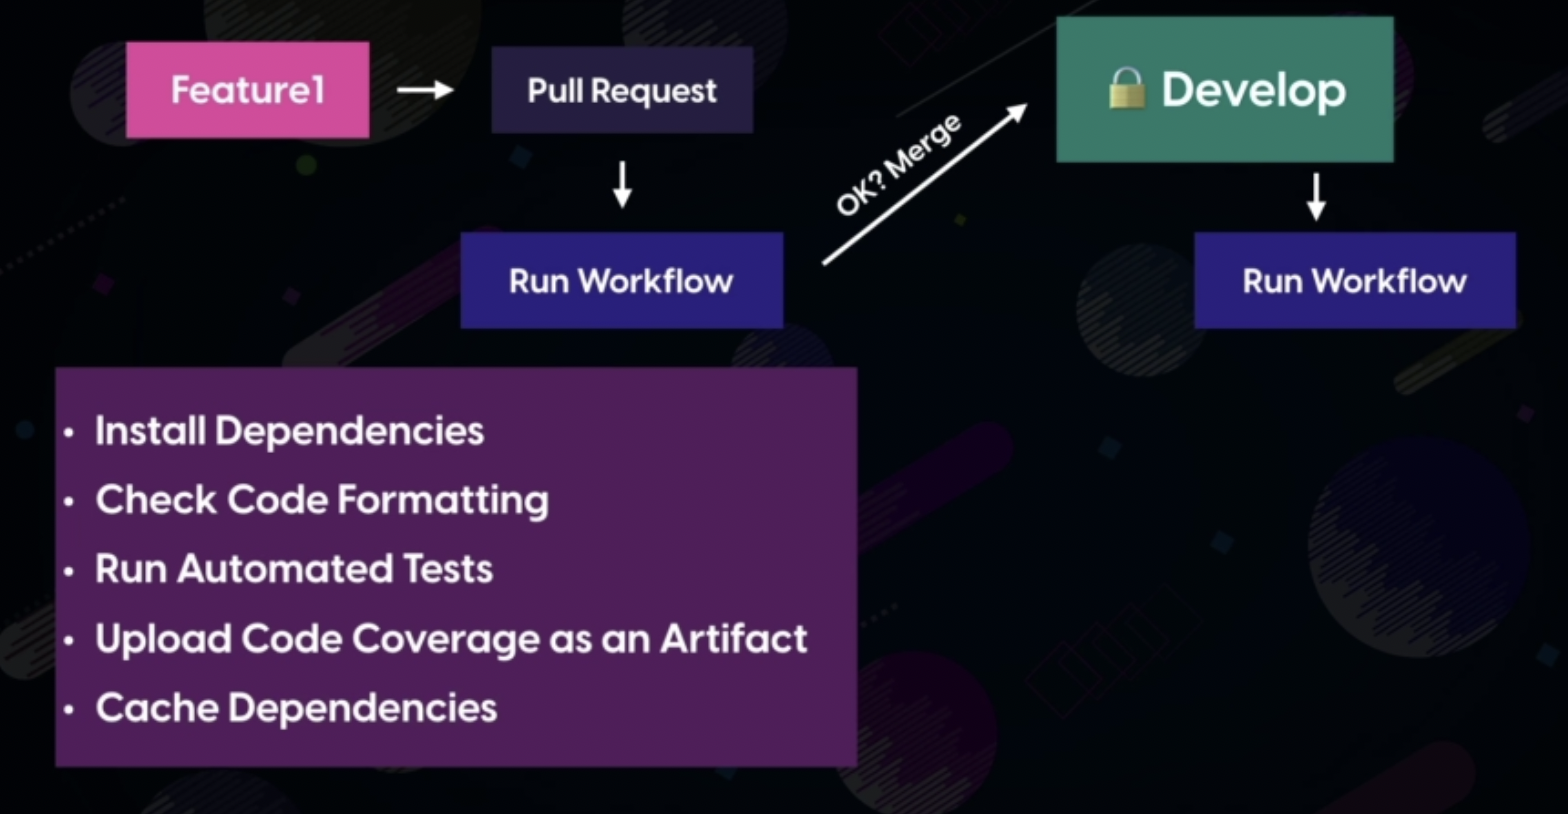 Feature1
Pull Request
🔒 Develop
OK? Merge
Run Workflow
Run Workflow
• Install Dependencies
• Check Code Formatting
• Run Automated Tests
• Upload Code Coverage as an Artifact
• Cache Dependencies